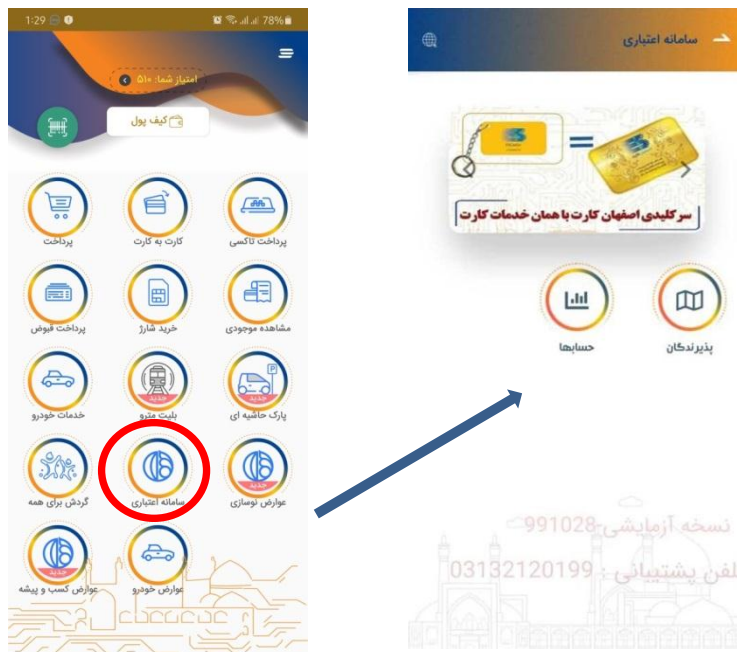 1:29
78%
امتیاز شما: ۵۱۰
کیف پول
پرداخت تاکسی
کارت به کارت
پرداخت
مشاهده موجودی
خرید شارژ
پرداخت قبوض
جدید
پارک حاشیه ای
جدید
بلیت مترو
خدمات خودرو
جدید
عوارض نوسازی
سامانه اعتباری
گردش برای همه
عوارض خودرو
جدید
عوارض کسب و پیشه
سامانه اعتباری
سر کلیدی اصفهان کارت با همان خدمات کارت
پذیرندگان
حسابها
نسخه آزمایشی-991028
لفن پشتیبانی : 03132120199